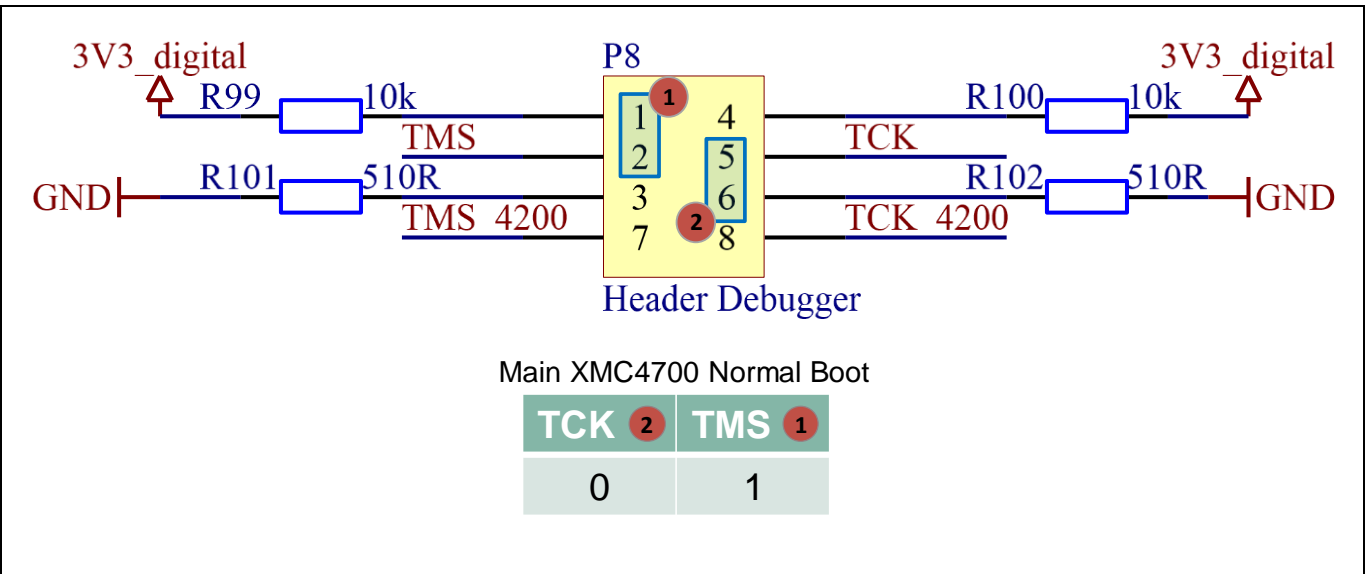 3V3_digital P8 3V3_digital
R99 10k 1 1 4 R100 10k
TMS 2 5 TCK
GND R101 510R 3 6 R102 510R GND
TMS_4200 7 2 8 TCK_4200
Header Debugger
Main XMC4700 Normal Boot
TCK 2 TMS 1
0 1